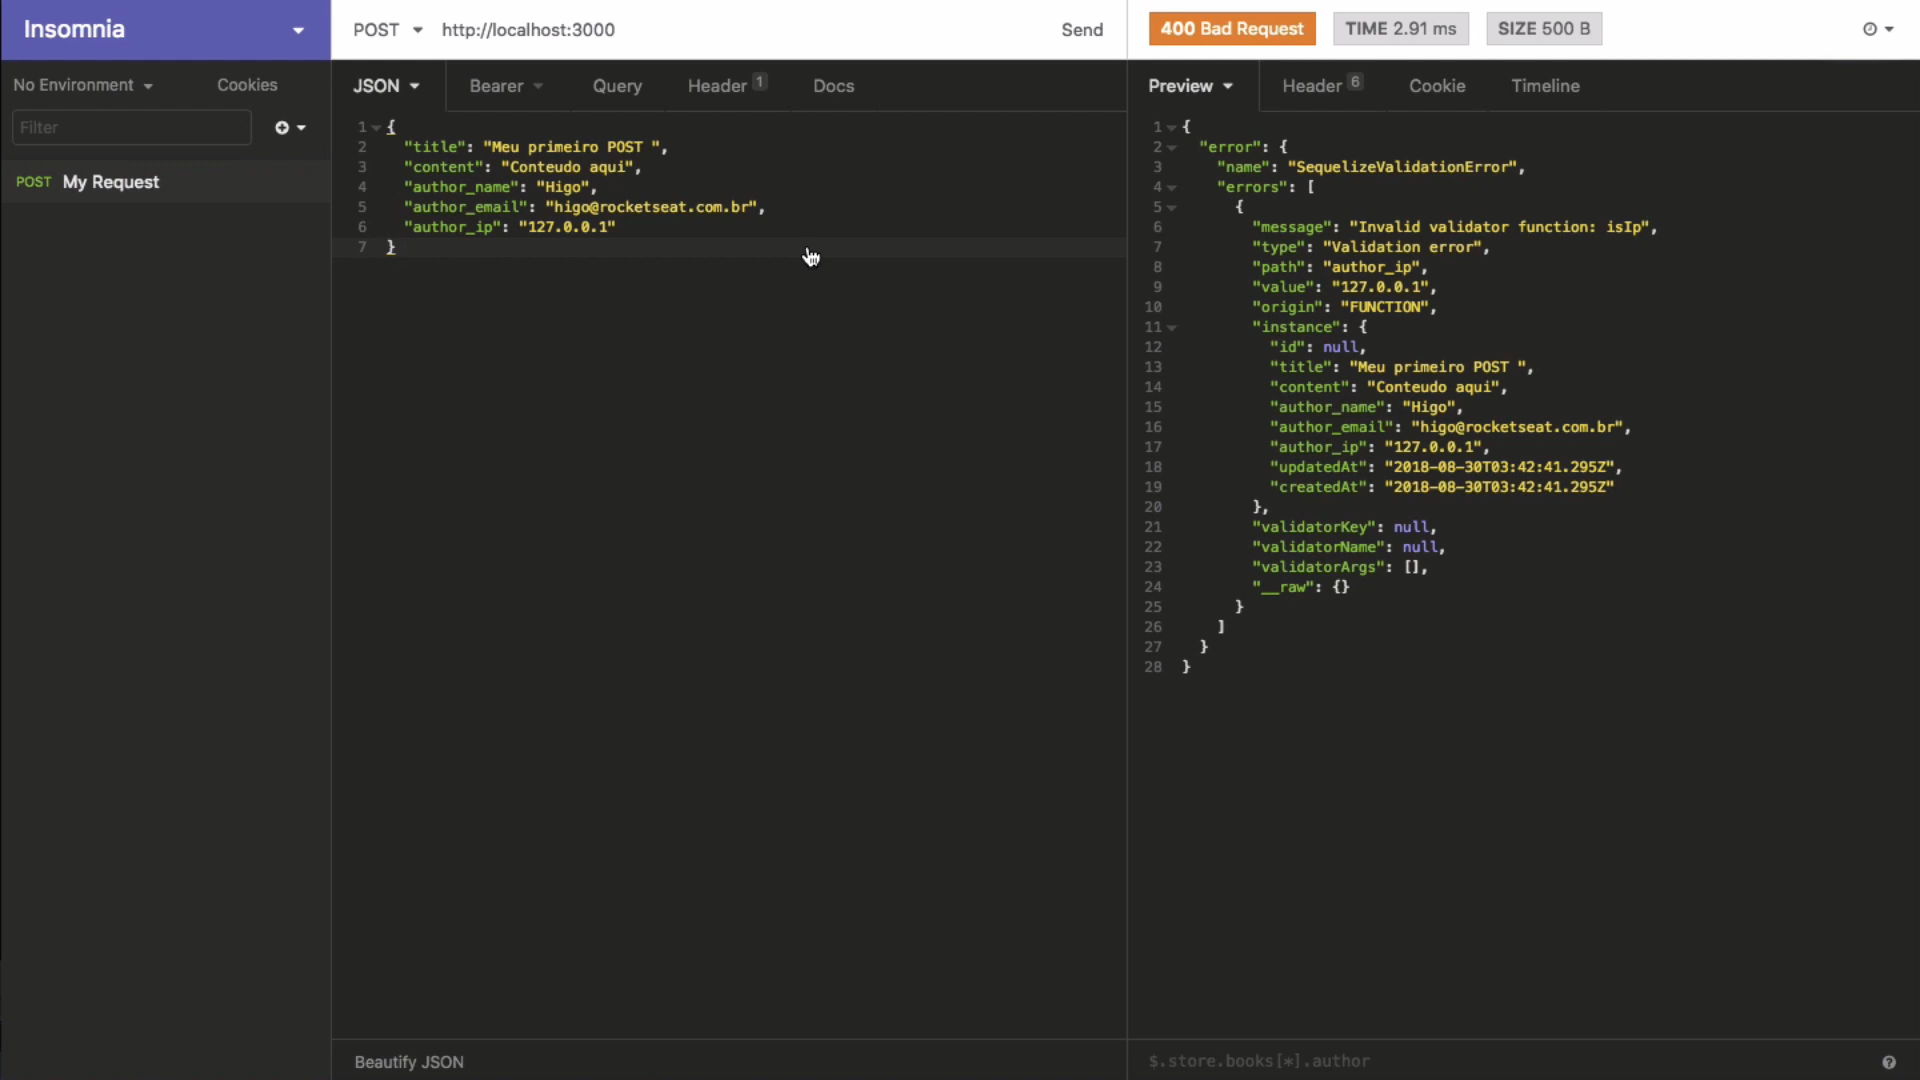 Insomnia
No Environment
Cookies
Filter
POST My Request
POST http://localhost:3000 Send
JSON Bearer Query Header 1 Docs
1 {
2 "title": "Meu primeiro POST ",
3 "content": "Conteudo aqui",
4 "author_name": "Higo",
5 "author_email": "higo@rocketseat.com.br",
6 "author_ip": "127.0.0.1"
7 }
Beautify JSON
400 Bad Request TIME 2.91 ms SIZE 500 B
Preview Header 6 Cookie Timeline
1 {
2 "error": {
3 "name": "SequelizeValidationError",
4 "errors": [
5 {
6 "message": "Invalid validator function: isIp",
7 "type": "Validation error",
8 "path": "author_ip",
9 "value": "127.0.0.1",
10 "origin": "FUNCTION",
11 "instance": {
12 "id": null,
13 "title": "Meu primeiro POST ",
14 "content": "Conteudo aqui",
15 "author_name": "Higo",
16 "author_email": "higo@rocketseat.com.br",
17 "author_ip": "127.0.0.1",
18 "updatedAt": "2018-08-30T03:42:41.295Z",
19 "createdAt": "2018-08-30T03:42:41.295Z"
20 },
21 "validatorKey": null,
22 "validatorName": null,
23 "validatorArgs": [],
24 "__raw": {}
25 }
26 ]
27 }
28 }
$.store.books[*].author